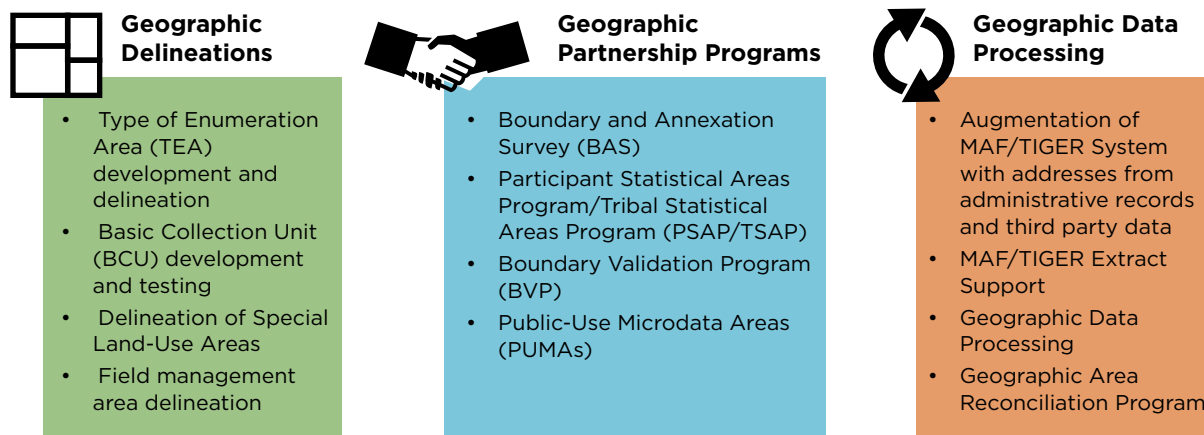 Geographic
Delineations
• Type of Enumeration
Area (TEA)
development and
delineation
• Basic Collection Unit
(BCU) development
and testing
• Delineation of Special
Land-Use Areas
• Field management
area delineation
Geographic
Partnership Programs
• Boundary and Annexation
Survey (BAS)
• Participant Statistical Areas
Program/Tribal Statistical
Areas Program (PSAP/TSAP)
• Boundary Validation Program
(BVP)
• Public-Use Microdata Areas
(PUMAs)
Geographic Data
Processing
• Augmentation of
MAF/TIGER System
with addresses from
administrative records
and third party data
• MAF/TIGER Extract
Support
• Geographic Data
Processing
• Geographic Area
Reconciliation Program